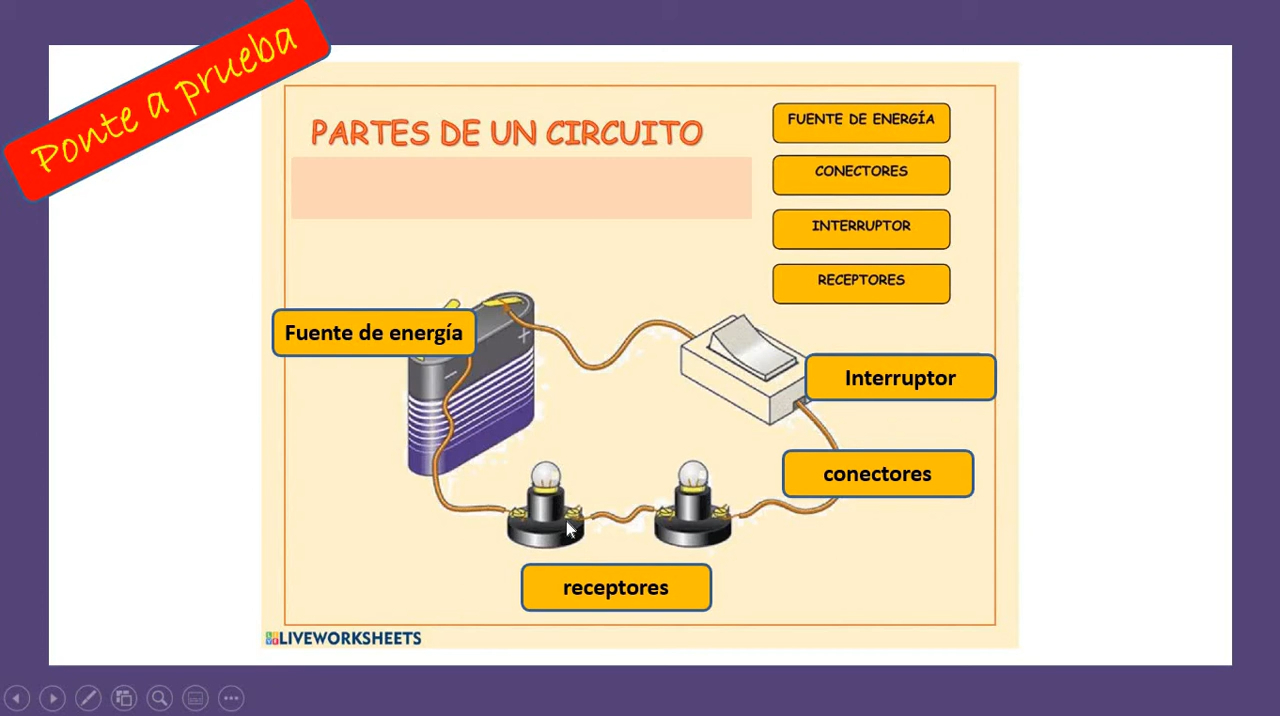 Ponte a prueba
PARTES DE UN CIRCUITO
FUENTE DE ENERGÍA
CONECTORES
INTERRUPTOR
RECEPTORES
Fuente de energía
+
−
Interruptor
conectores
receptores
LIVEWORKSHEETS